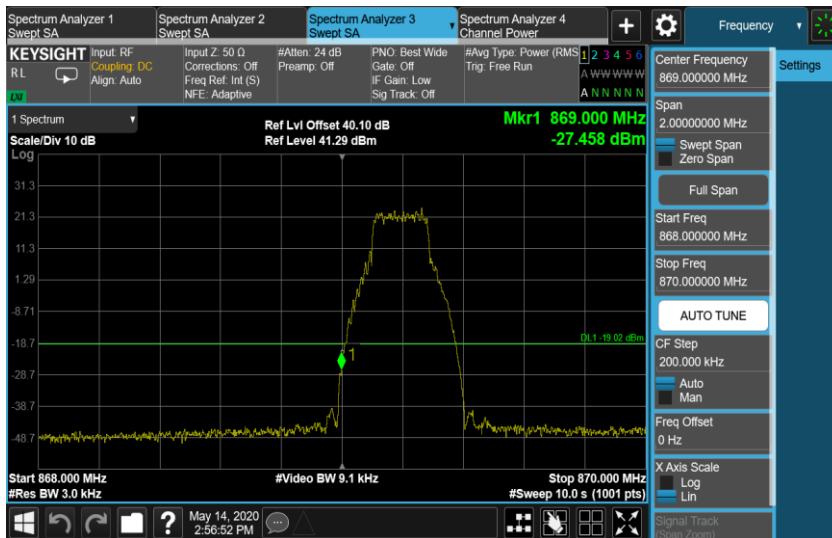 Spectrum Analyzer 1
Swept SA
Spectrum Analyzer 2
Swept SA
Spectrum Analyzer 3
Swept SA
Spectrum Analyzer 4
Channel Power
+
Frequency
KEYSIGHT
RL
LXI
Input: RF
Coupling: DC
Align: Auto
Input Z: 50 Ω
Corrections: Off
Freq Ref: Int (S)
NFE: Adaptive
#Atten: 24 dB
Preamp: Off
PNO: Best Wide
Gate: Off
IF Gain: Low
Sig Track: Off
#Avg Type: Power (RMS
Trig: Free Run
1 2 3 4 5 6
A W W W W W
A N N N N N
1 Spectrum
Scale/Div 10 dB
Ref Lvl Offset 40.10 dB
Ref Level 41.29 dBm
Mkr1 869.000 MHz
-27.458 dBm
Log
31.3
21.3
11.3
1.29
-8.71
-18.7
-28.7
-38.7
-48.7
DL1 -19.02 dBm
1
Start 868.000 MHz
#Res BW 3.0 kHz
#Video BW 9.1 kHz
Stop 870.000 MHz
#Sweep 10.0 s (1001 pts)
Center Frequency
869.000000 MHz
Settings
Span
2.00000000 MHz
Swept Span
Zero Span
Full Span
Start Freq
868.000000 MHz
Stop Freq
870.000000 MHz
AUTO TUNE
CF Step
200.000 kHz
Auto
Man
Freq Offset
0 Hz
X Axis Scale
Log
Lin
Signal Track
(Span Zoom)
?
May 14, 2020
2:56:52 PM